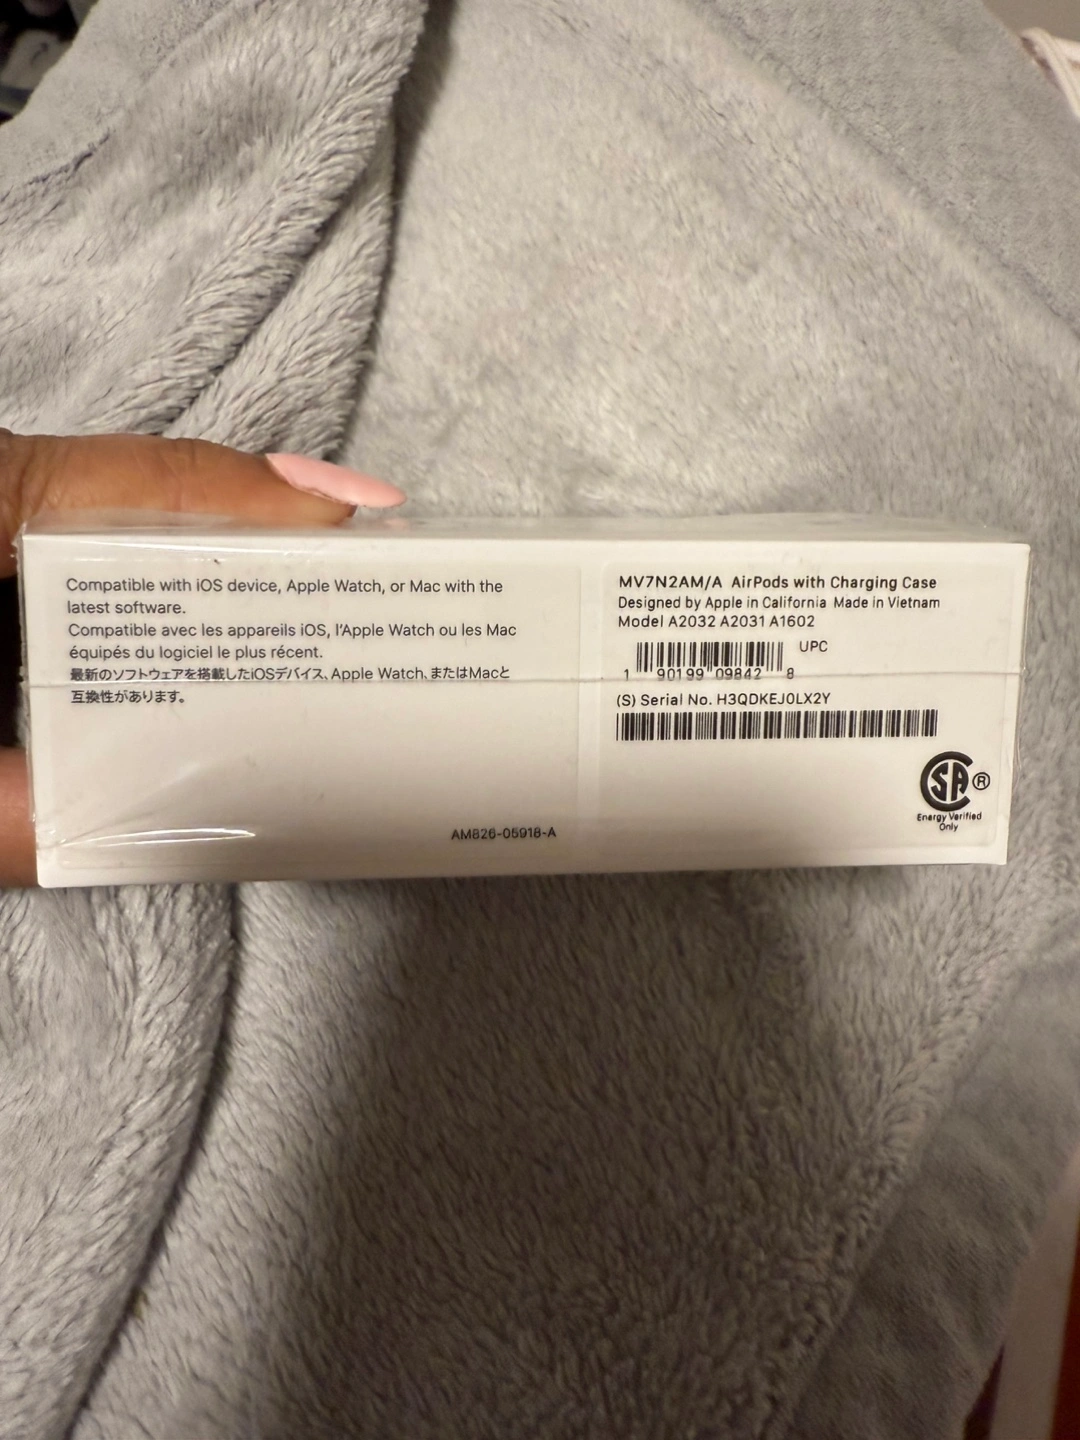 Compatible with iOS device, Apple Watch, or Mac with the
latest software.
Compatible avec les appareils iOS, l'Apple Watch ou les Mac
équipés du logiciel le plus récent.
最新のソフトウェアを搭載したiOSデバイス、Apple Watch、またはMacと
互換性があります。
AM826-05918-A
MV7N2AM/A AirPods with Charging Case
Designed by Apple in California Made in Vietnam
Model A2032 A2031 A1602
UPC
1 90199 09842 8
(S) Serial No. H3QDKEJ0LX2Y
SA ®
Energy Verified
Only